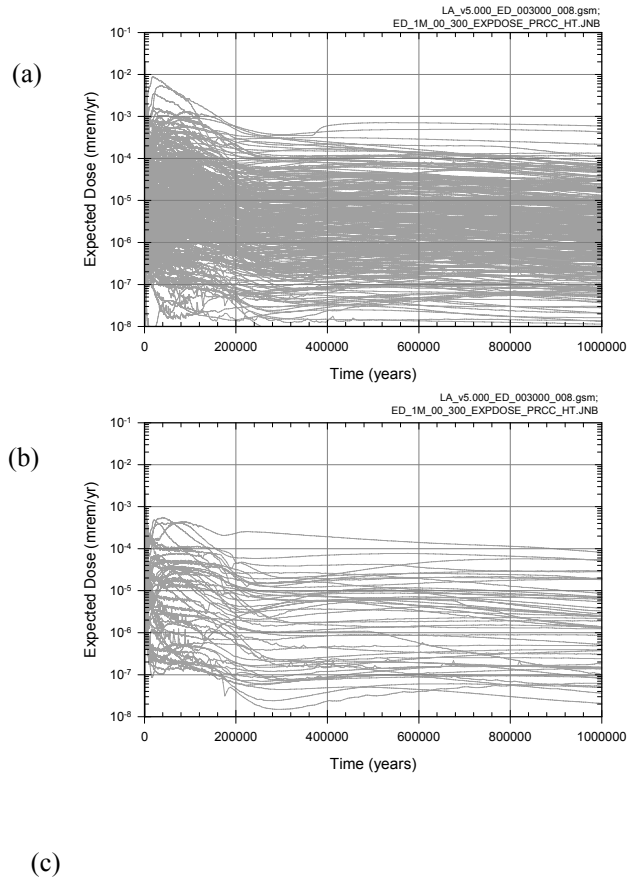 LA_v5.000_ED_003000_008.gsm;
ED_1M_00_300_EXPDOSE_PRCC_HT.JNB
(a)
Expected Dose (mrem/yr)
10-1
10-2
10-3
10-4
10-5
10-6
10-7
10-8
0 200000 400000 600000 800000 1000000
Time (years)
LA_v5.000_ED_003000_008.gsm;
ED_1M_00_300_EXPDOSE_PRCC_HT.JNB
(b)
Expected Dose (mrem/yr)
10-1
10-2
10-3
10-4
10-5
10-6
10-7
10-8
0 200000 400000 600000 800000 1000000
Time (years)
(c)